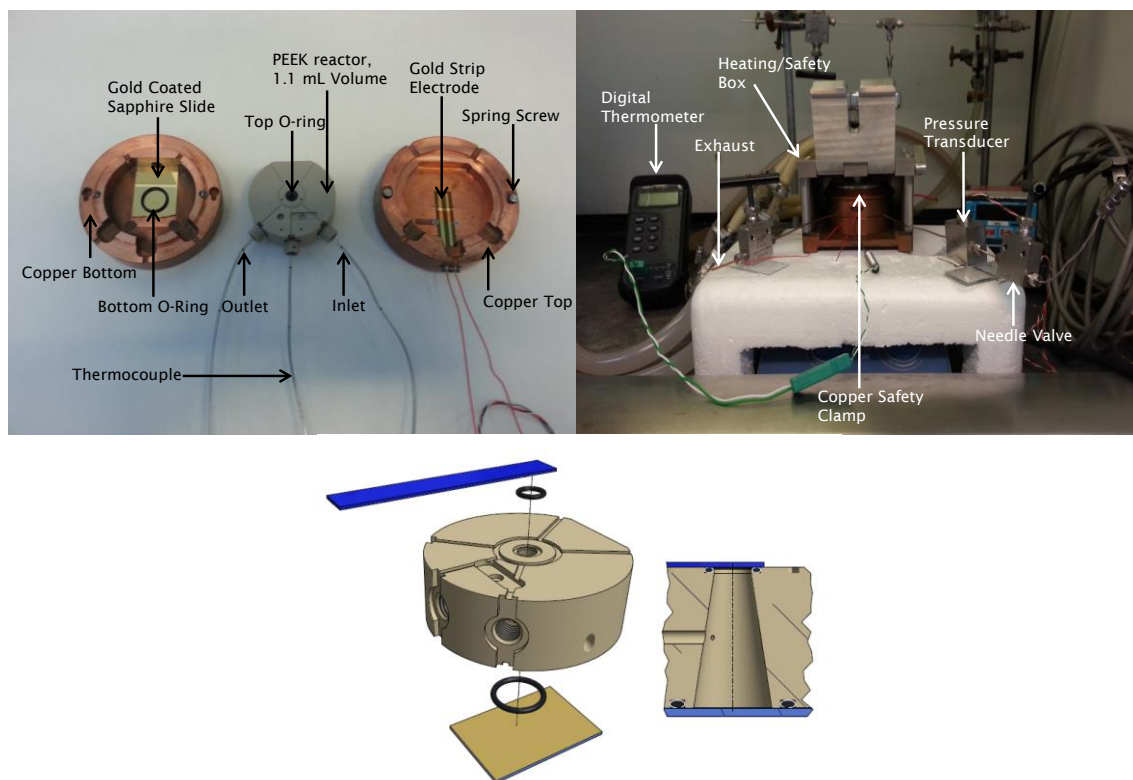 Gold Coated
Sapphire Slide
PEEK reactor,
1.1 mL Volume
Top O-ring
Gold Strip
Electrode
Spring Screw
Copper Bottom
Bottom O-Ring
Outlet
Inlet
Copper Top
Thermocouple
Heating/Safety
Box
Digital
Thermometer
Exhaust
Pressure
Transducer
Needle Valve
Copper Safety
Clamp